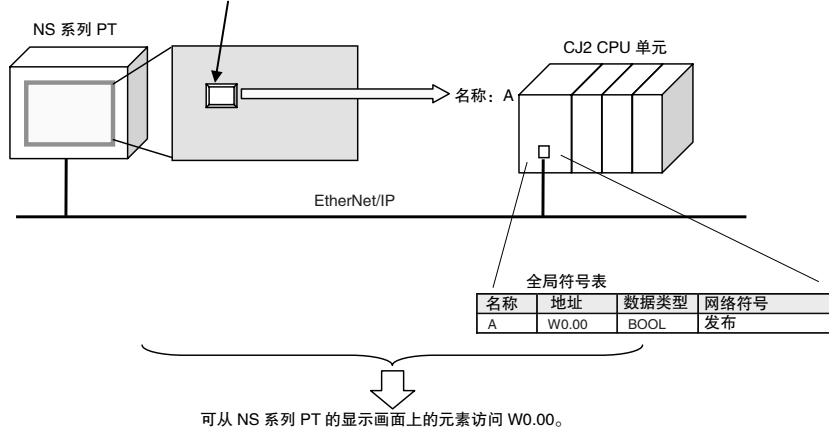 NS 系列 PT
CJ2 CPU 单元
名称：A
EtherNet/IP
全局符号表
名称 地址 数据类型 网络符号
A W0.00 BOOL 发布
可从 NS 系列 PT 的显示画面上的元素访问 W0.00。